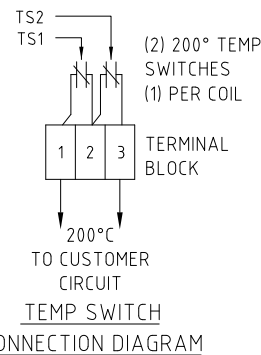 TS2
TS1
(2) 200° TEMP
SWITCHES
(1) PER COIL
1 2 3
TERMINAL
BLOCK
200°C
TO CUSTOMER
CIRCUIT
TEMP SWITCH
ONNECTION DIAGRAM